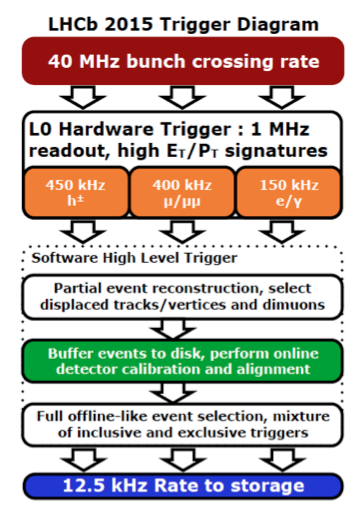 LHCb 2015 Trigger Diagram
40 MHz bunch crossing rate
L0 Hardware Trigger : 1 MHz
readout, high ET/PT signatures
450 kHz
h±
400 kHz
μ/μμ
150 kHz
e/γ
Software High Level Trigger
Partial event reconstruction, select
displaced tracks/vertices and dimuons
Buffer events to disk, perform online
detector calibration and alignment
Full offline-like event selection, mixture
of inclusive and exclusive triggers
12.5 kHz Rate to storage